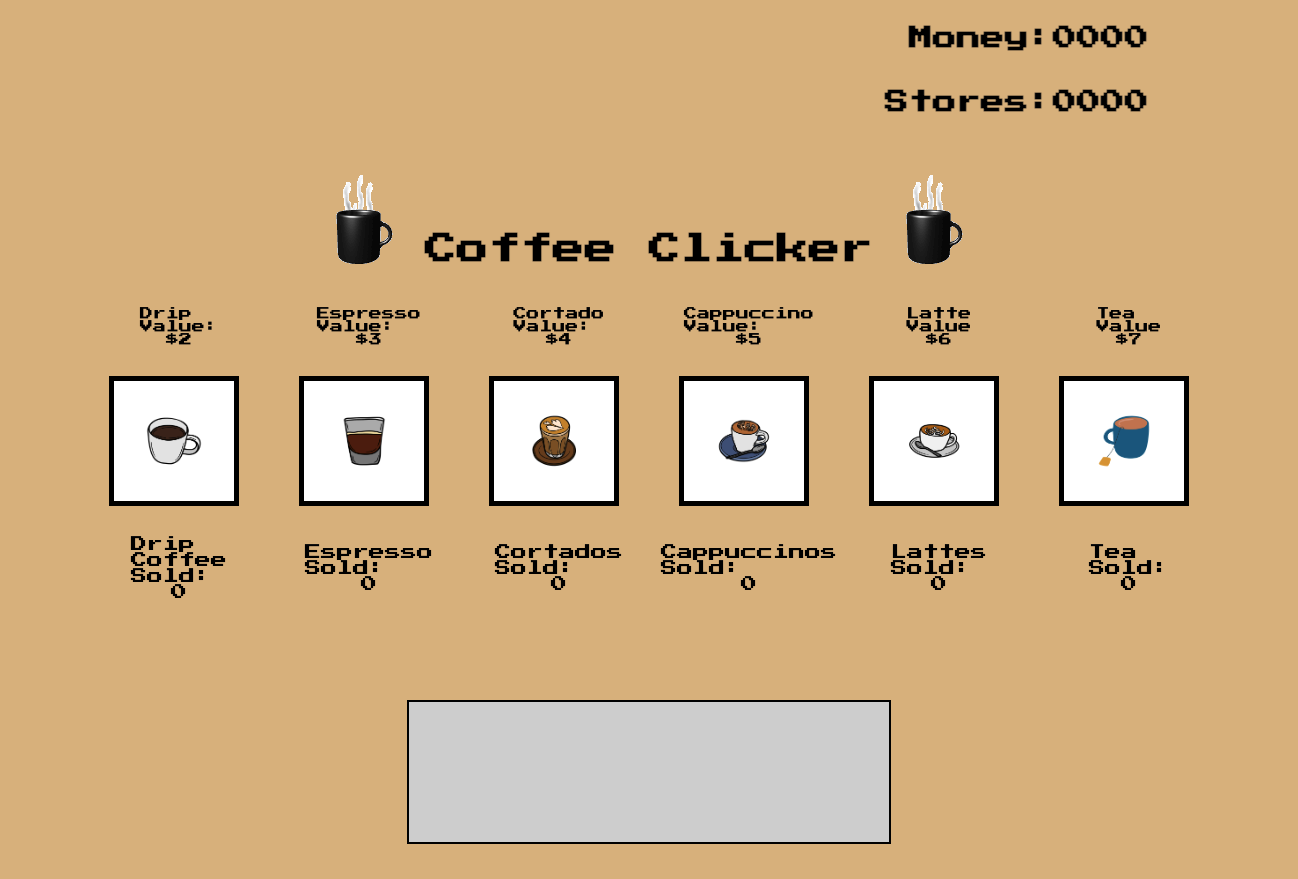 Money:0000
Stores:0000
Coffee Clicker
Drip
Value:
$2
Espresso
Value:
$3
Cortado
Value:
$4
Cappuccino
Value:
$5
Latte
Value
$6
Tea
Value
$7
Drip
Coffee
Sold:
0
Espresso
Sold:
0
Cortados
Sold:
0
Cappuccinos
Sold:
0
Lattes
Sold:
0
Tea
Sold:
0